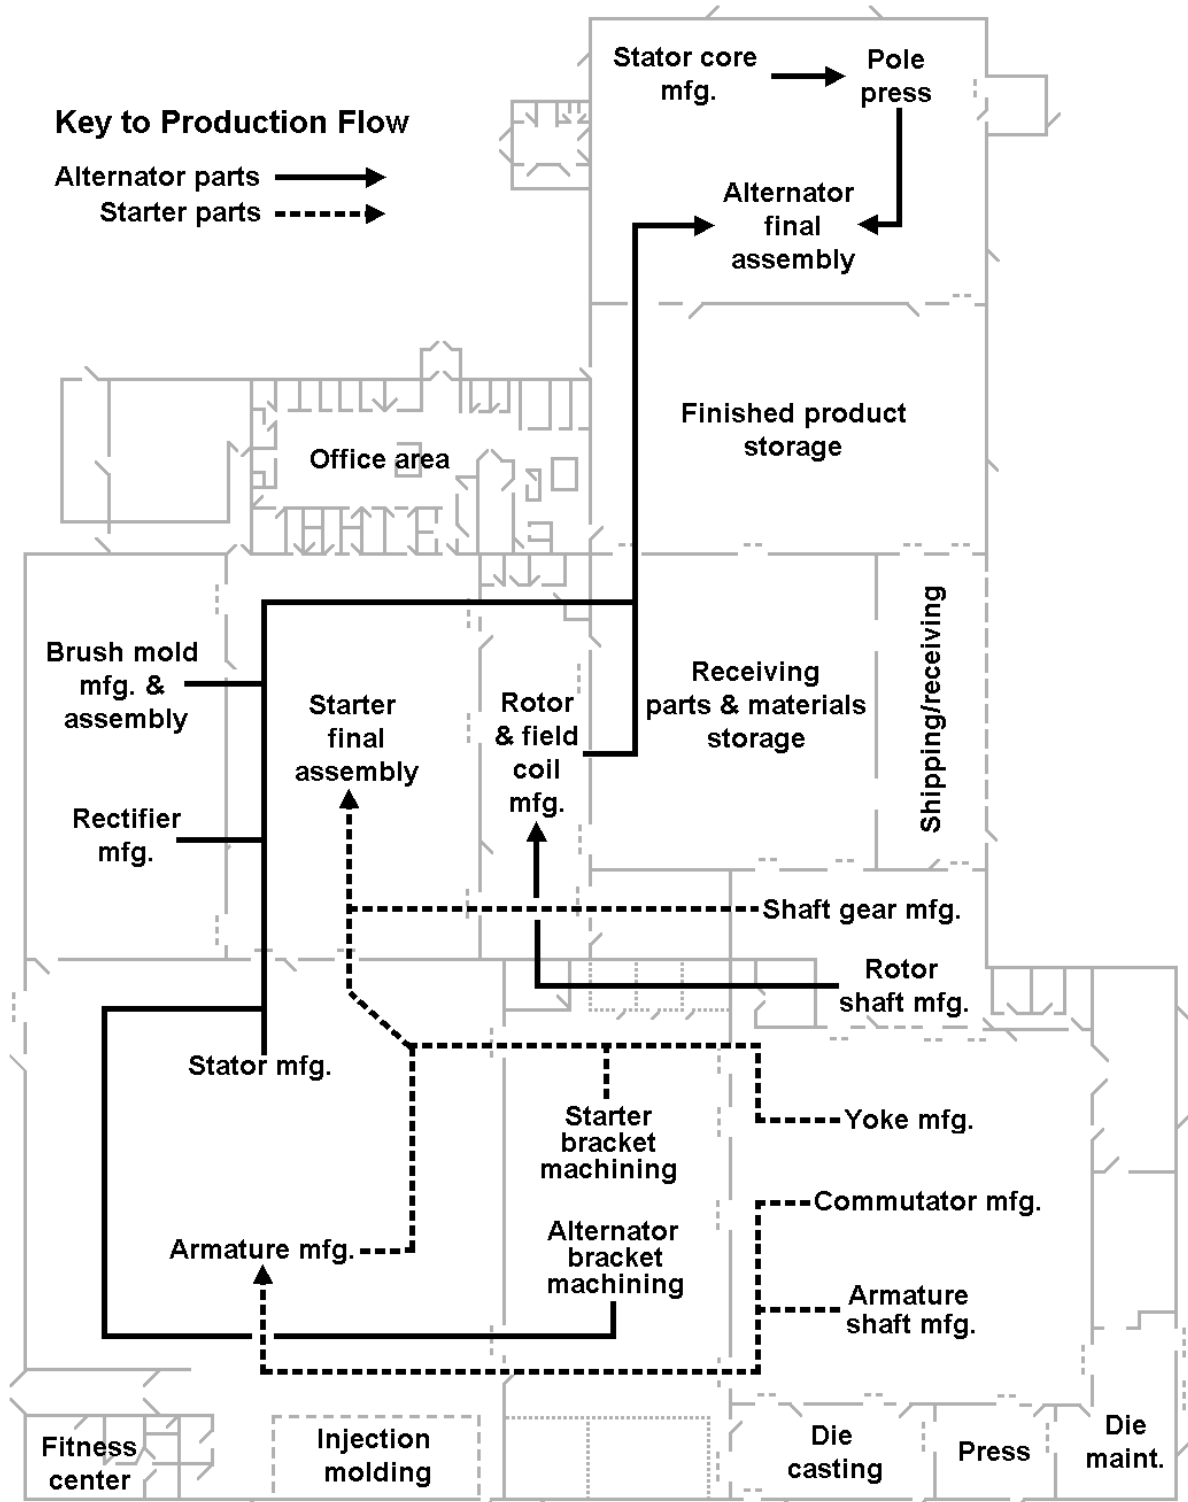 Stator core
mfg.
Pole
press
Key to Production Flow
Alternator parts
Starter parts
Alternator
final
assembly
Finished product
storage
Office area
Brush mold
mfg. &
assembly
Starter
final
assembly
Rotor
& field
coil
mfg.
Receiving
parts & materials
storage
Shipping/receiving
Rectifier
mfg.
Shaft gear mfg.
Rotor
shaft mfg.
Stator mfg.
Starter
bracket
machining
Yoke mfg.
Commutator mfg.
Armature mfg.
Alternator
bracket
machining
Armature
shaft mfg.
Fitness
center
Injection
molding
Die
casting
Press
Die
maint.